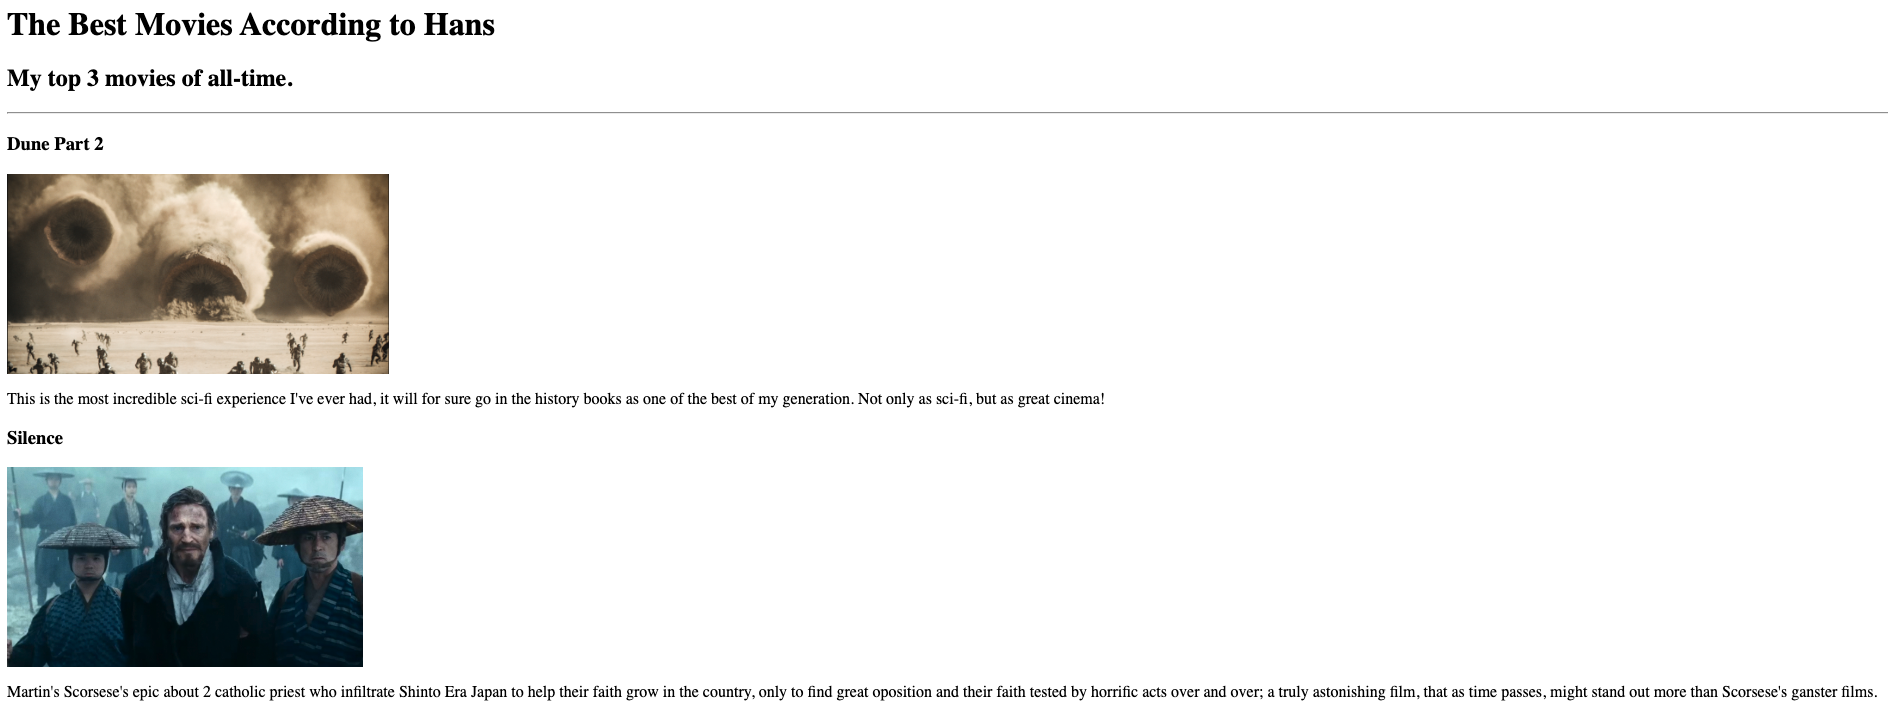 The Best Movies According to Hans
My top 3 movies of all-time.
Dune Part 2
This is the most incredible sci-fi experience I've ever had, it will for sure go in the history books as one of the best of my generation. Not only as sci-fi, but as great cinema!
Silence
Martin's Scorsese's epic about 2 catholic priest who infiltrate Shinto Era Japan to help their faith grow in the country, only to find great oposition and their faith tested by horrific acts over and over; a truly astonishing film, that as time passes, might stand out more than Scorsese's ganster films.